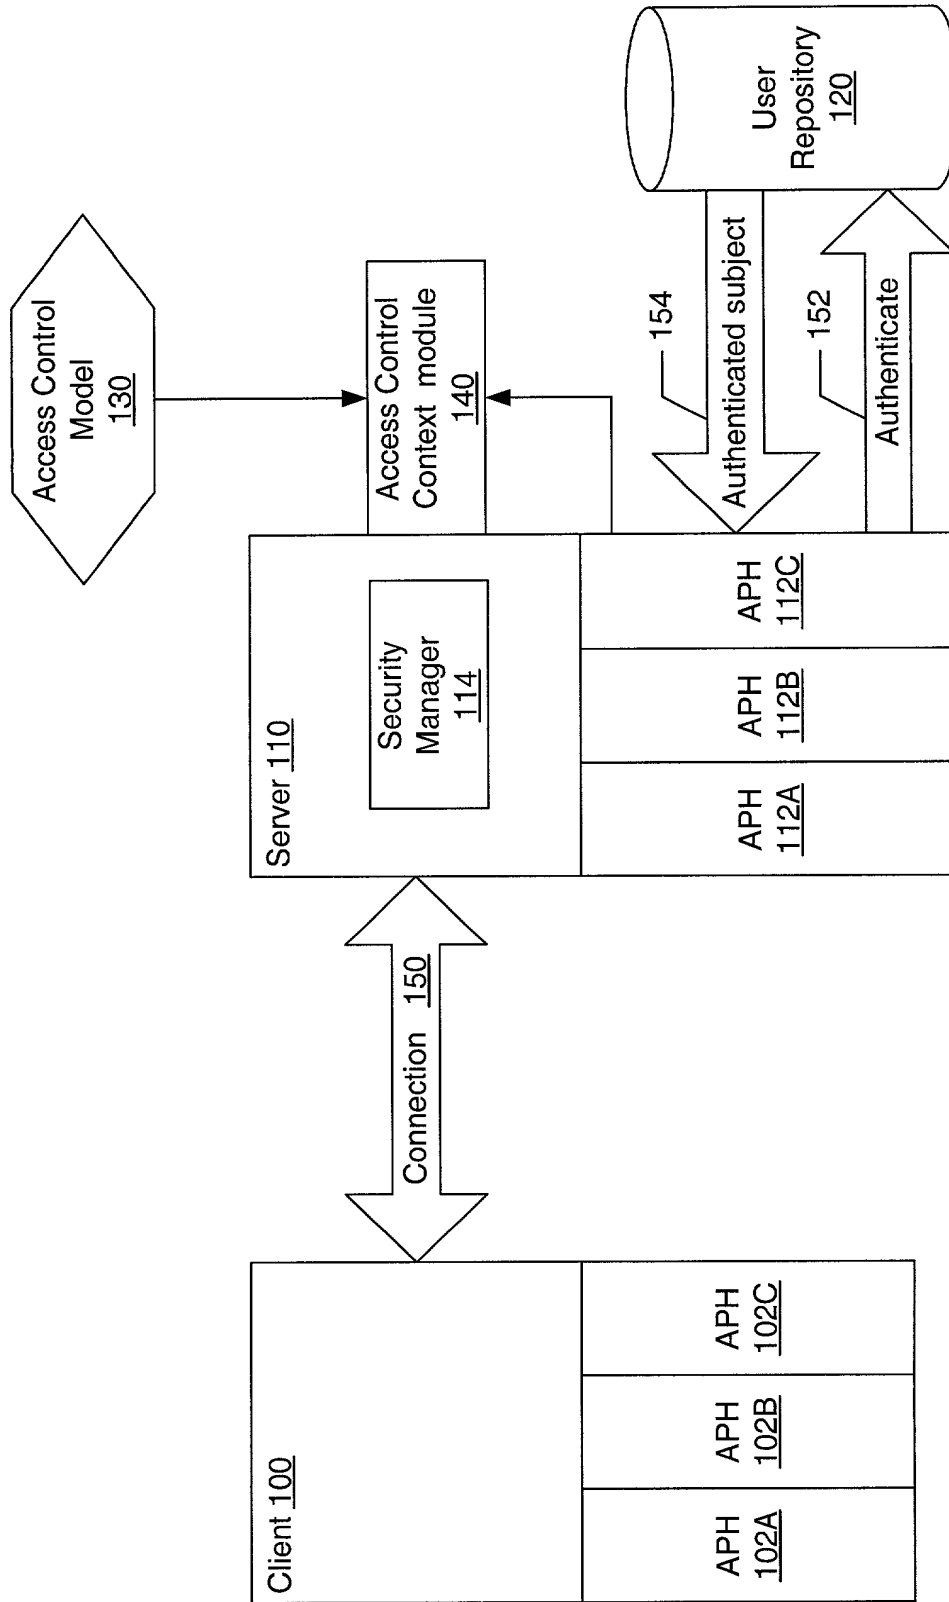 Client 100
APH
102A
APH
102B
APH
102C
Connection 150
Server 110
Security
Manager
114
APH
112A
APH
112B
APH
112C
Access Control
Model
130
Access Control
Context module
140
154
Authenticated subject
152
Authenticate
User
Repository
120